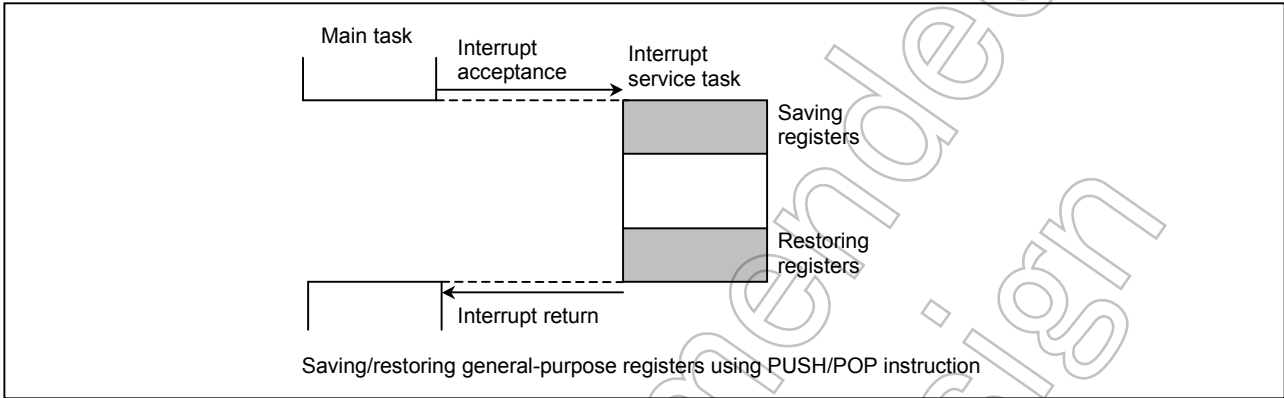 Main task
Interrupt
acceptance
Interrupt
service task
Saving
registers
Restoring
registers
Interrupt return
Saving/restoring general-purpose registers using PUSH/POP instruction